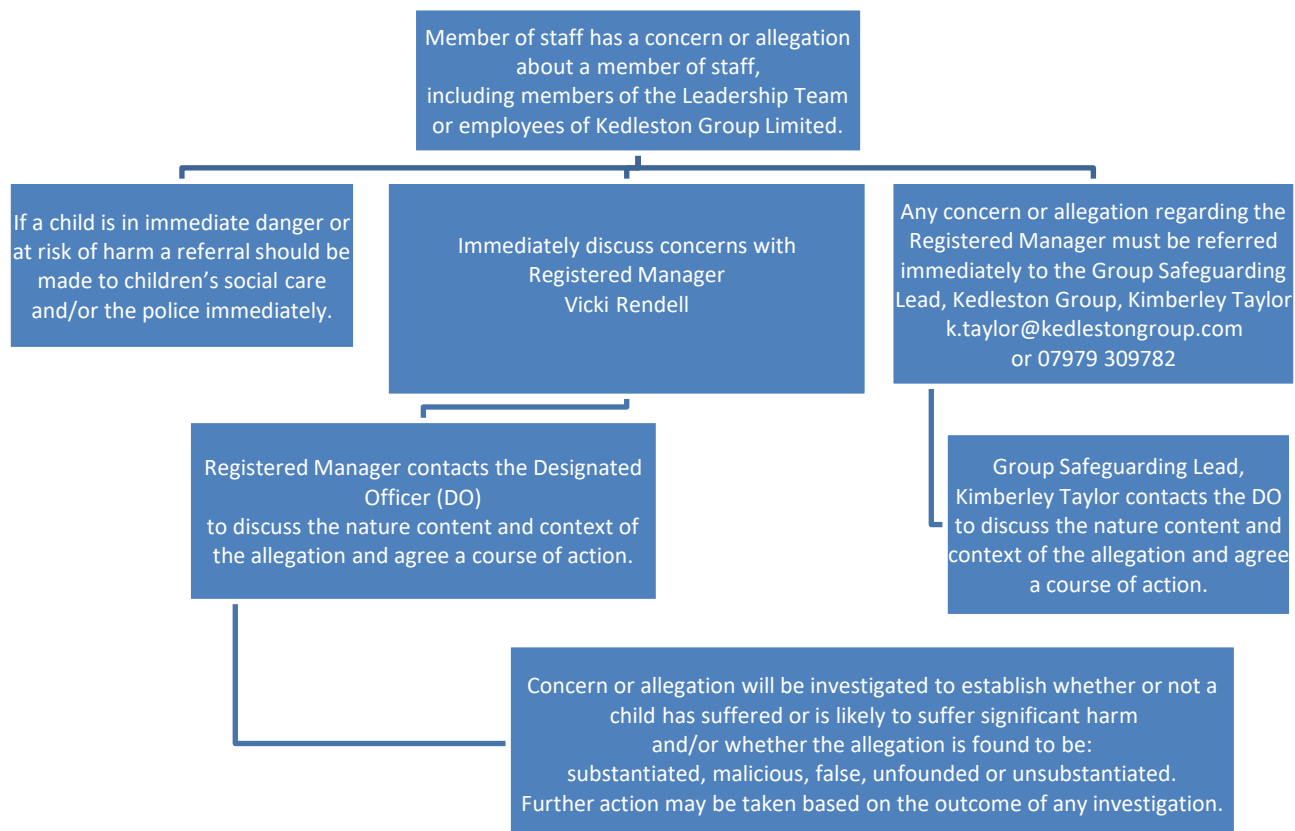 Member of staff has a concern or allegation
about a member of staff,
including members of the Leadership Team
or employees of Kedleston Group Limited.
If a child is in immediate danger or
at risk of harm a referral should be
made to children’s social care
and/or the police immediately.
Immediately discuss concerns with
Registered Manager
Vicki Rendell
Any concern or allegation regarding the
Registered Manager must be referred
immediately to the Group Safeguarding
Lead, Kedleston Group, Kimberley Taylor
k.taylor@kedlestongroup.com
or 07979 309782
Registered Manager contacts the Designated
Officer (DO)
to discuss the nature content and context of
the allegation and agree a course of action.
Group Safeguarding Lead,
Kimberley Taylor contacts the DO
to discuss the nature content and
context of the allegation and agree
a course of action.
Concern or allegation will be investigated to establish whether or not a
child has suffered or is likely to suffer significant harm
and/or whether the allegation is found to be:
substantiated, malicious, false, unfounded or unsubstantiated.
Further action may be taken based on the outcome of any investigation.